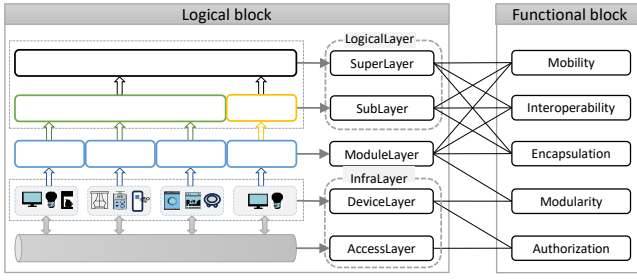 Logical block
Functional block
LogicalLayer
SuperLayer
Mobility
SubLayer
Interoperability
ModuleLayer
Encapsulation
InfraLayer
DeviceLayer
Modularity
AccessLayer
Authorization